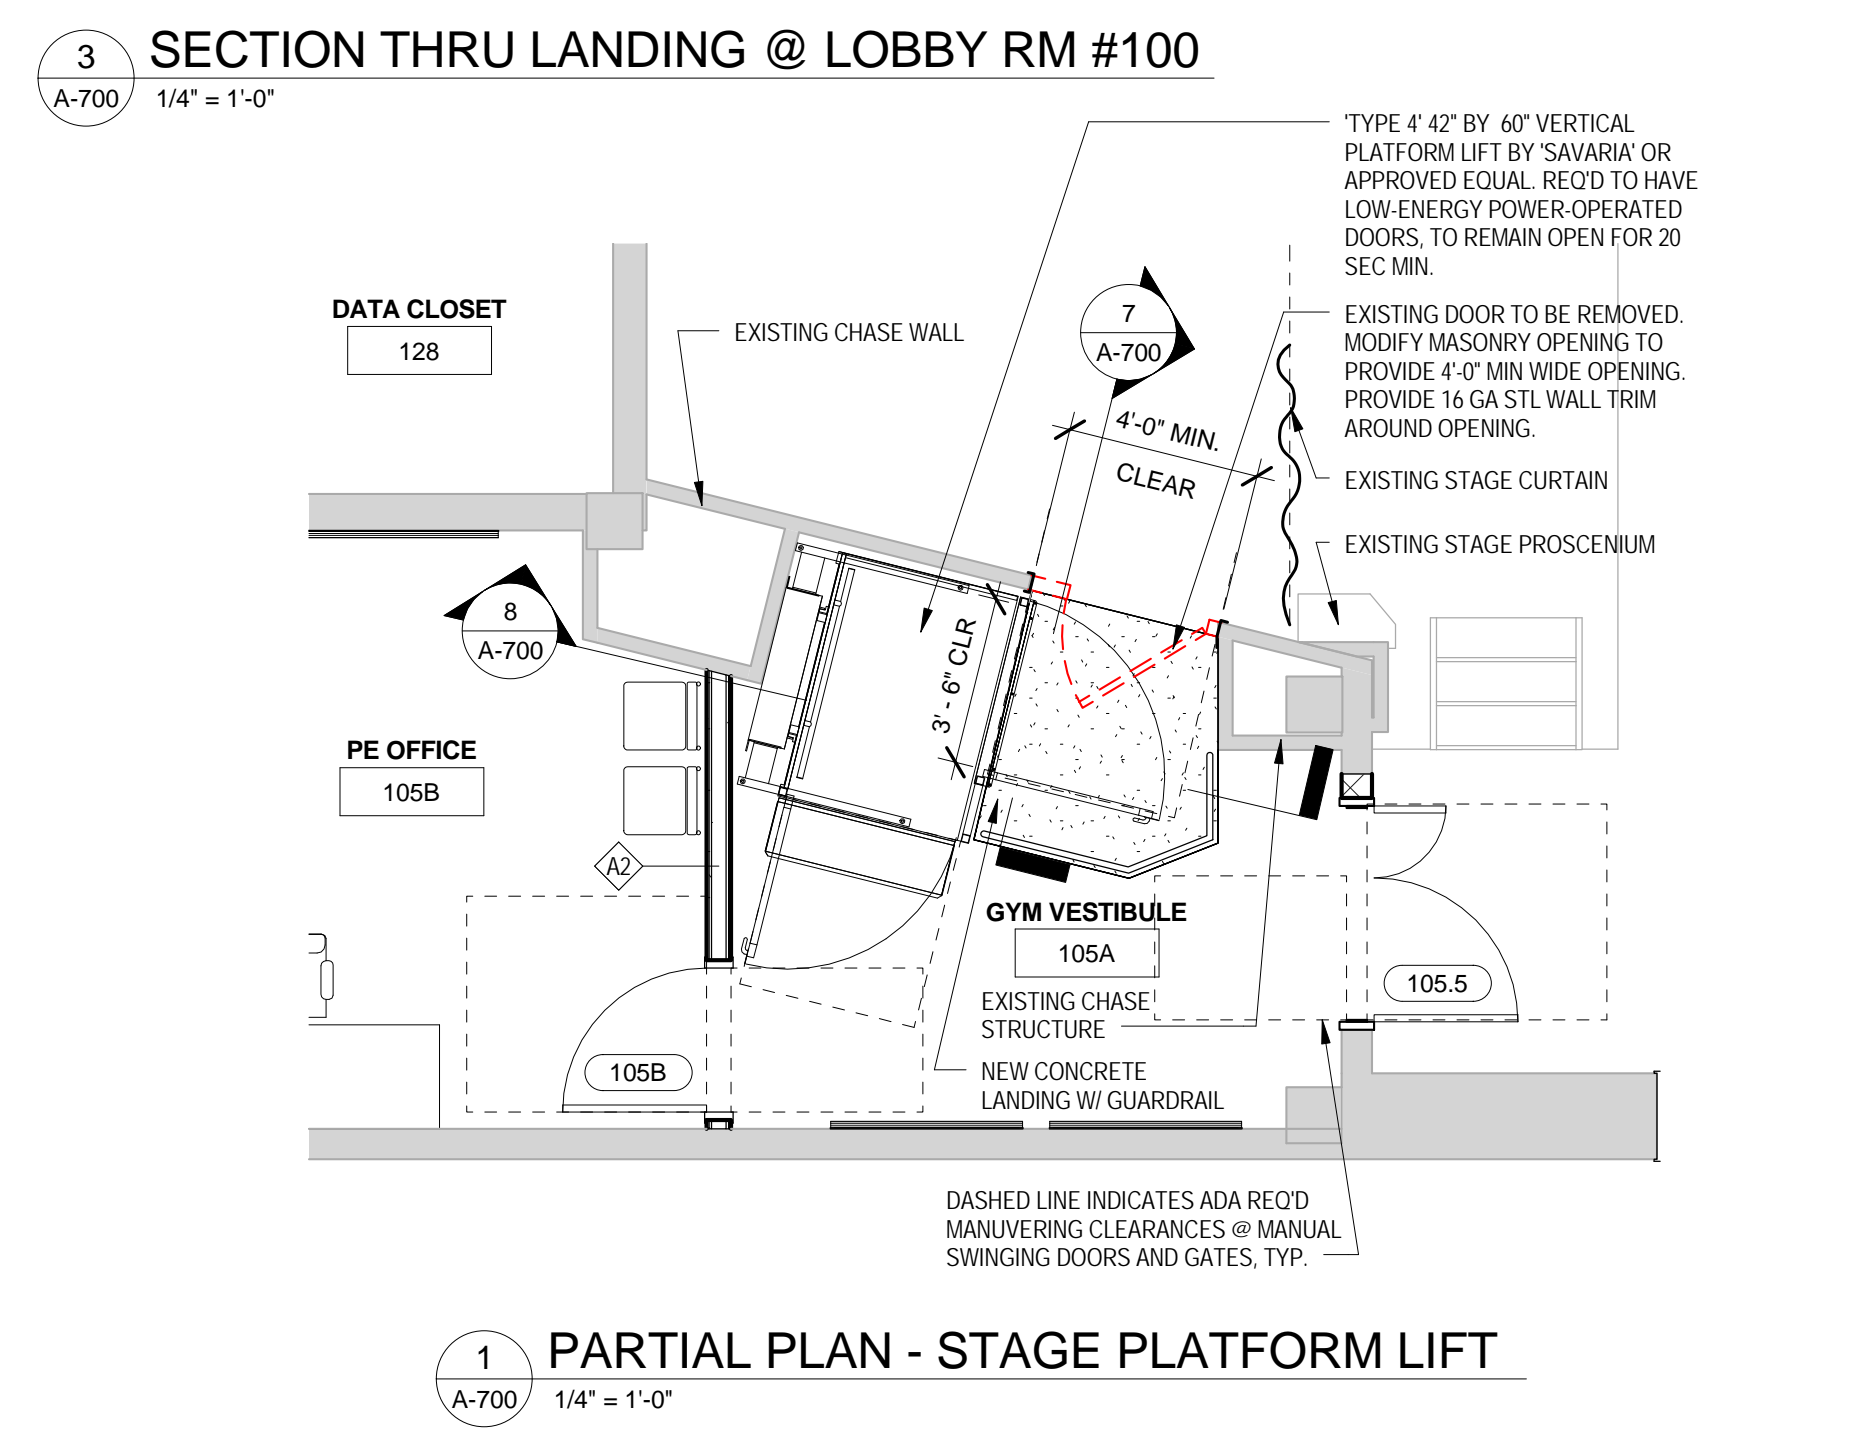 3
SECTION THRU LANDING @ LOBBY RM #100
A-700
1/4" = 1'-0"
'TYPE 4' 42" BY  60" VERTICAL
PLATFORM LIFT BY 'SAVARIA' OR
APPROVED EQUAL. REQ'D TO HAVE
LOW-ENERGY POWER-OPERATED
DOORS, TO REMAIN OPEN FOR 20
SEC MIN.
DATA CLOSET
128
EXISTING CHASE WALL
7
A-700
EXISTING DOOR TO BE REMOVED.
MODIFY MASONRY OPENING TO
PROVIDE 4'-0" MIN WIDE OPENING.
PROVIDE 16 GA STL WALL TRIM
AROUND OPENING.
4'-0" MIN.
CLEAR
EXISTING STAGE CURTAIN
EXISTING STAGE PROSCENIUM
8
A-700
3' - 6" CLR
PE OFFICE
105B
A2
GYM VESTIBULE
105A
105.5
EXISTING CHASE
STRUCTURE
105B
NEW CONCRETE
LANDING W/ GUARDRAIL
DASHED LINE INDICATES ADA REQ'D
MANUVERING CLEARANCES @ MANUAL
SWINGING DOORS AND GATES, TYP.
1
PARTIAL PLAN - STAGE PLATFORM LIFT
A-700
1/4" = 1'-0"